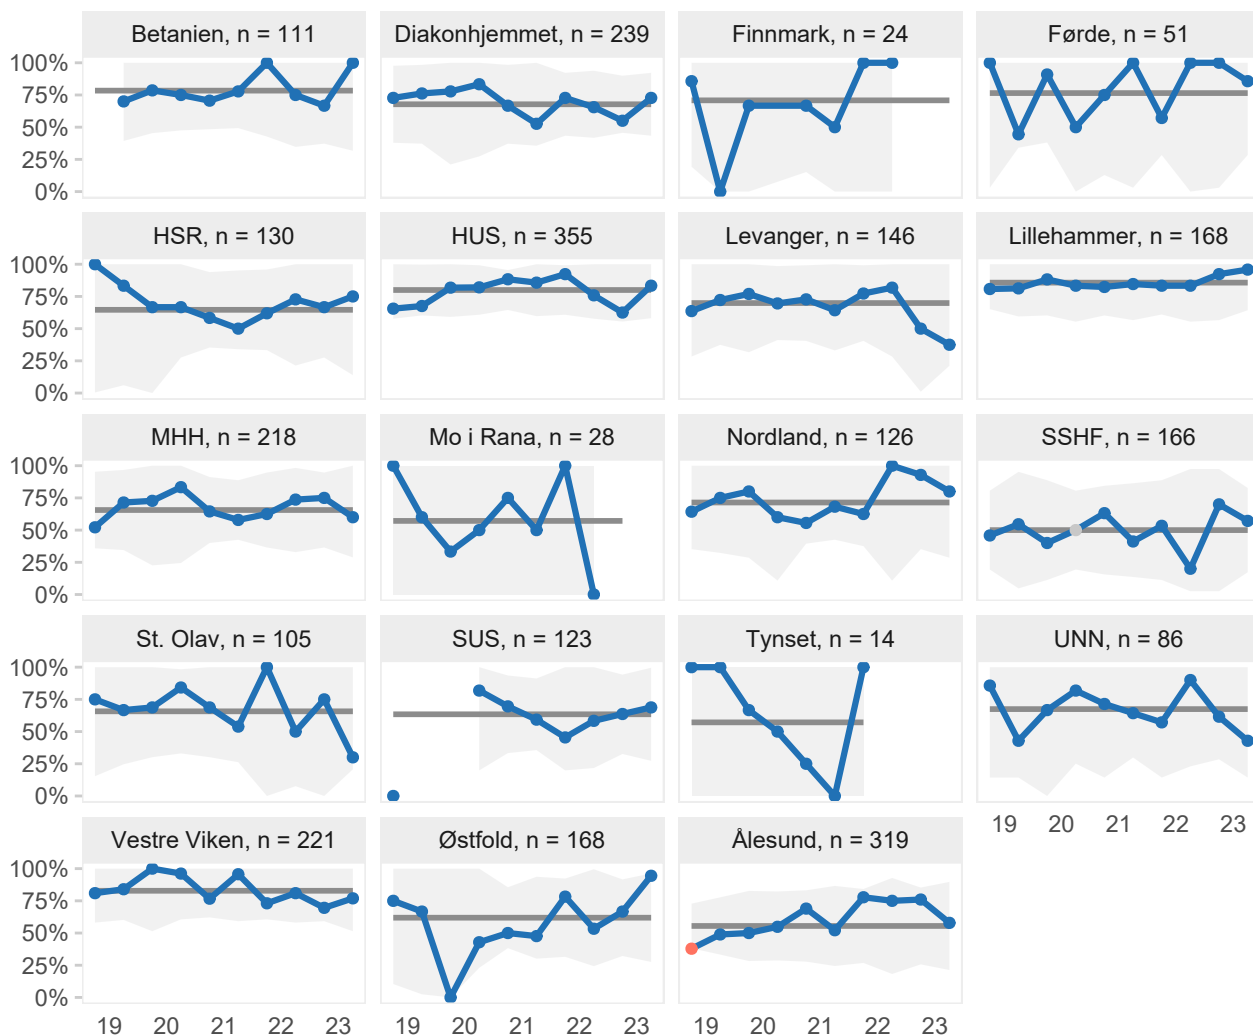 Betanien, n = 111
Diakonhjemmet, n = 239
Finnmark, n = 24
Førde, n = 51
100%
75%
50%
25%
0%
HSR, n = 130
HUS, n = 355
Levanger, n = 146
Lillehammer, n = 168
100%
75%
50%
25%
0%
MHH, n = 218
Mo i Rana, n = 28
Nordland, n = 126
SSHF, n = 166
100%
75%
50%
25%
0%
St. Olav, n = 105
SUS, n = 123
Tynset, n = 14
UNN, n = 86
100%
75%
50%
25%
0%
19 20 21 22 23
Vestre Viken, n = 221
Østfold, n = 168
Ålesund, n = 319
100%
75%
50%
25%
0%
19 20 21 22 23
19 20 21 22 23
19 20 21 22 23